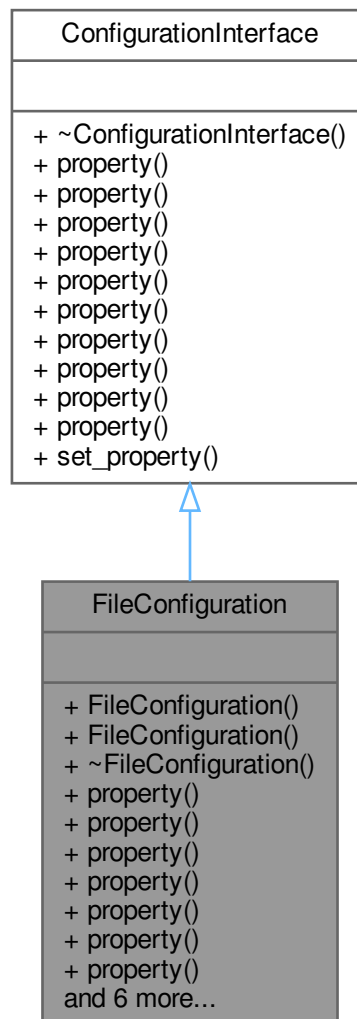 ConfigurationInterface
+ ~ConfigurationInterface()
+ property()
+ property()
+ property()
+ property()
+ property()
+ property()
+ property()
+ property()
+ property()
+ property()
+ set_property()
FileConfiguration
+ FileConfiguration()
+ FileConfiguration()
+ ~FileConfiguration()
+ property()
+ property()
+ property()
+ property()
+ property()
+ property()
+ property()
and 6 more...